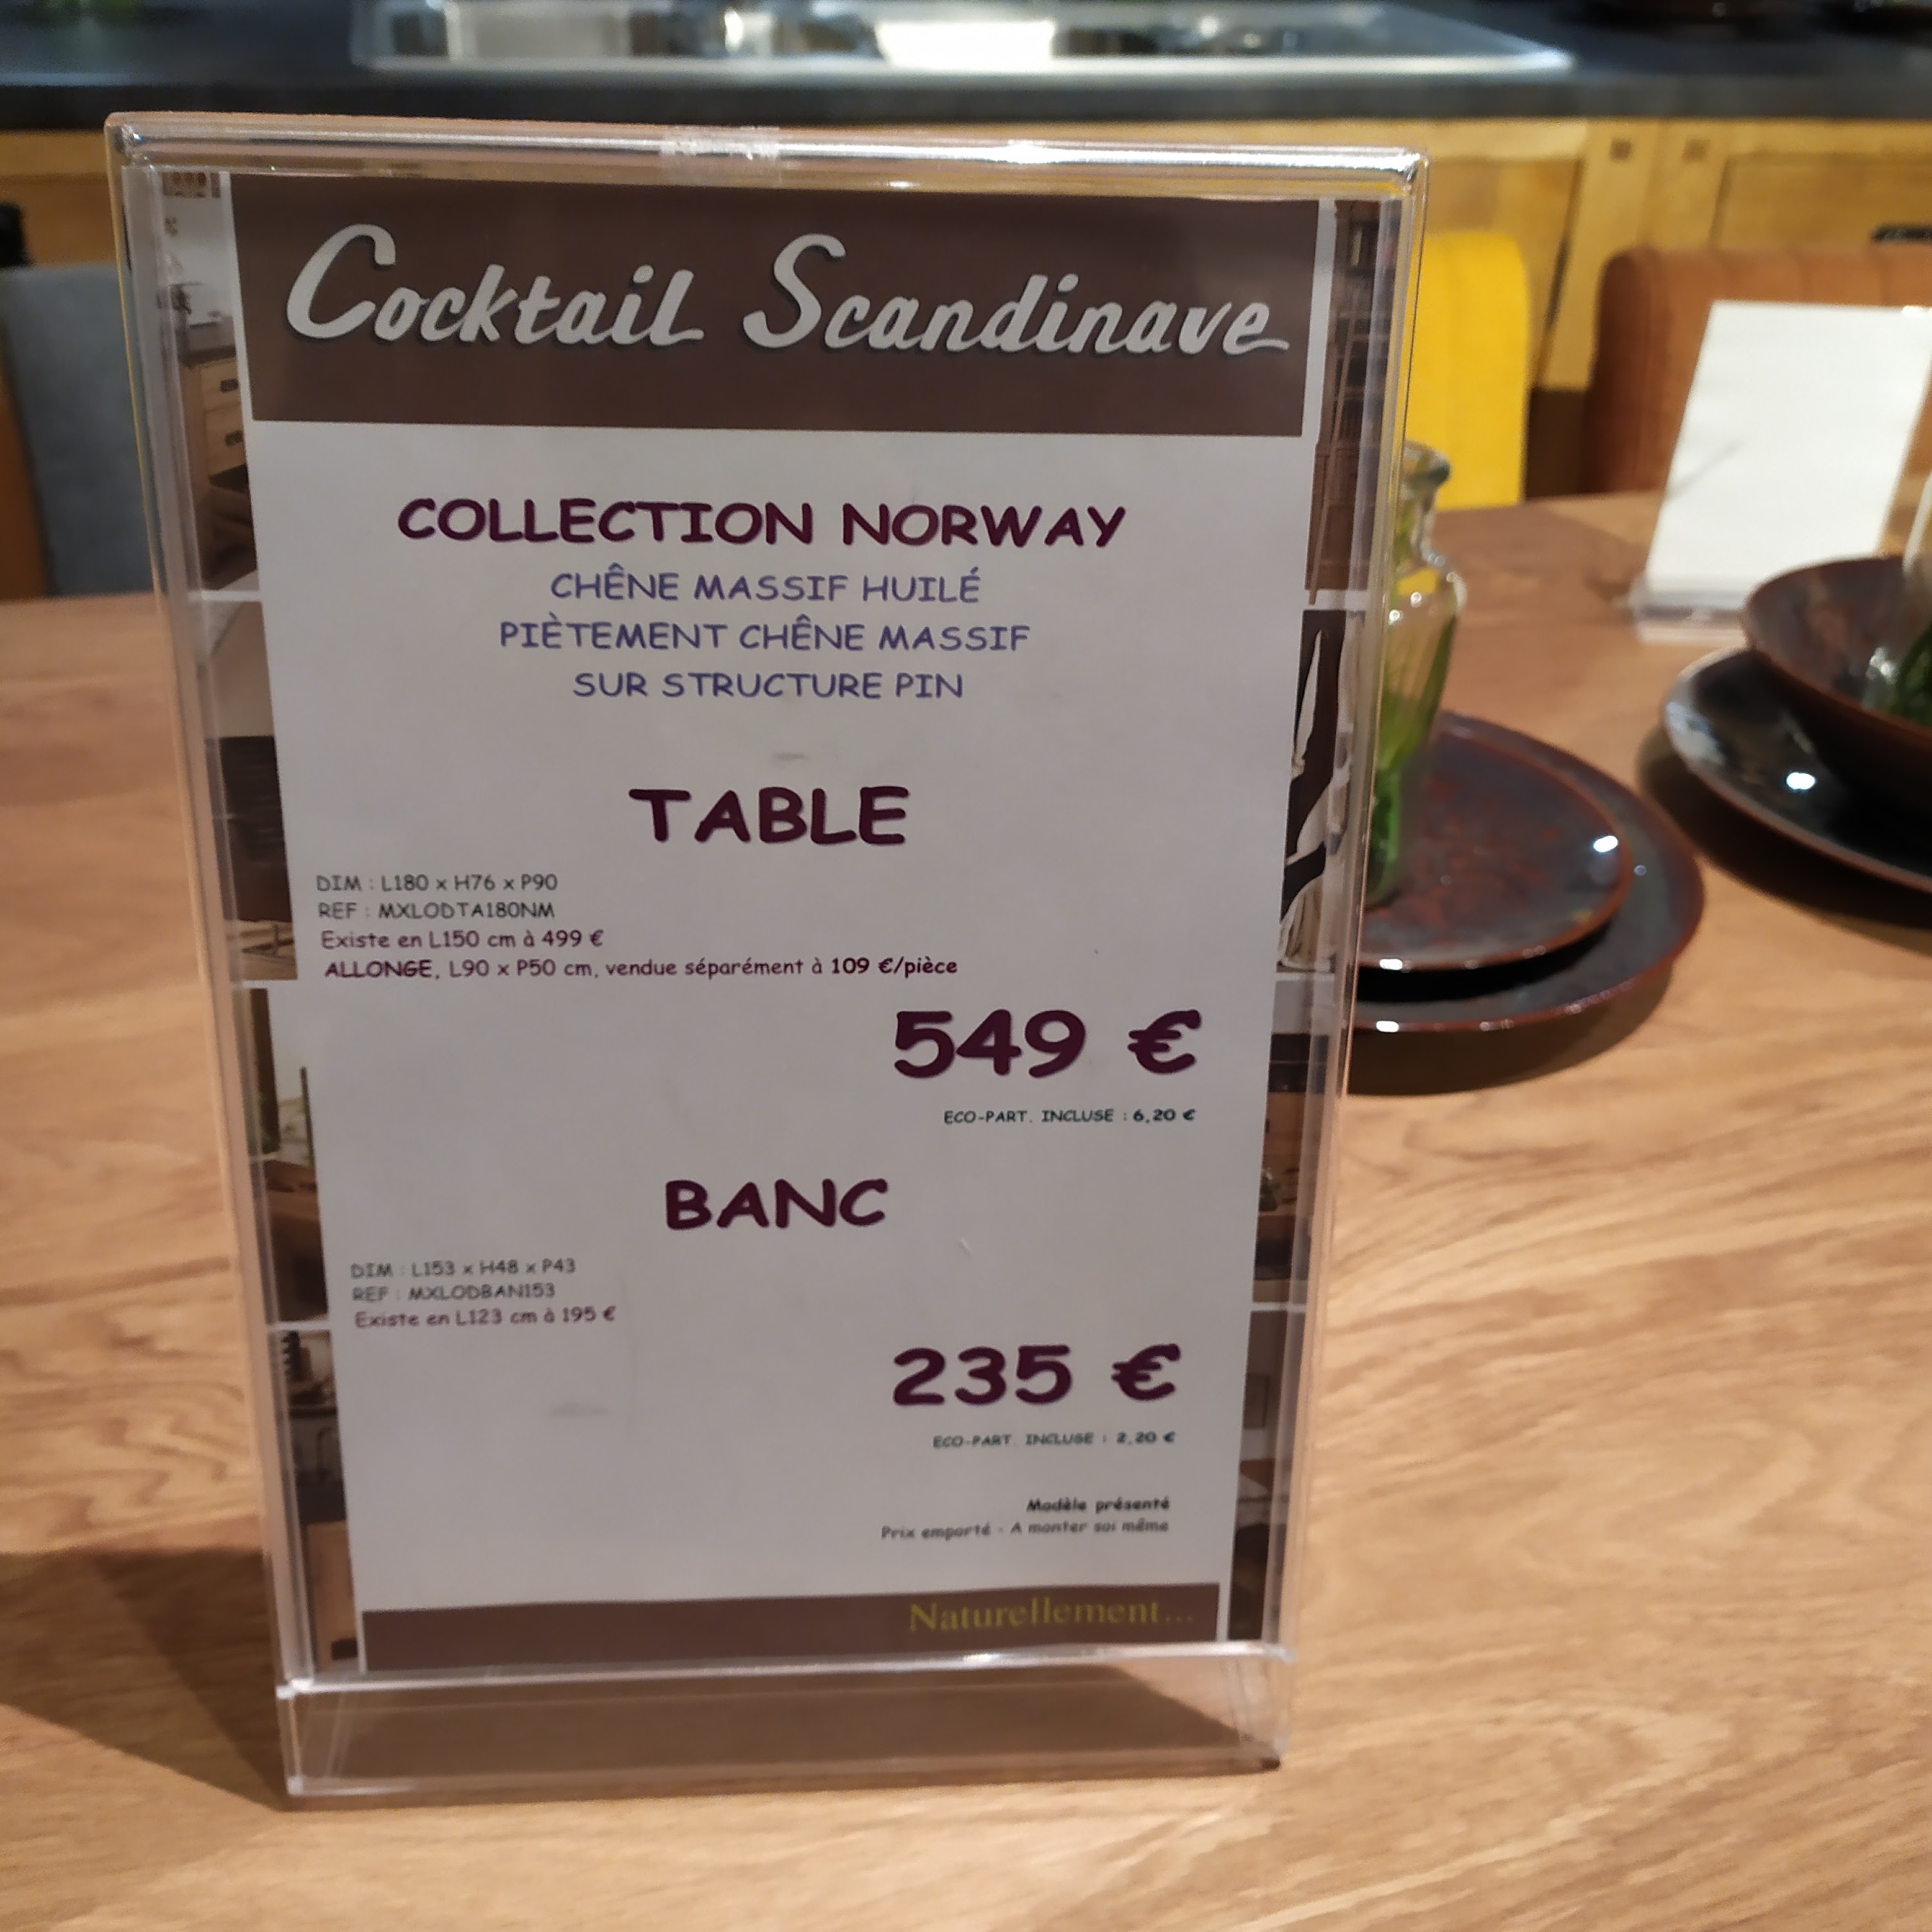 Cocktail Scandinave
COLLECTION NORWAY
CHÊNE MASSIF HUILÉ
PIÈTEMENT CHÊNE MASSIF
SUR STRUCTURE PIN
TABLE
DIM : L180 x H76 x P90
REF : MXLODTA180NM
Existe en L150 cm à 499 €
ALLONGE, L90 x P50 cm, vendue séparément à 109 €/pièce
549 €
ECO-PART. INCLUSE : 6,20 €
BANC
DIM : L153 x H48 x P43
REF : MXLODBAN153
Existe en L123 cm à 195 €
235 €
ECO-PART. INCLUSE : 2,20 €
Modèle présenté
Prix emporté - A monter soi même
Naturellement...